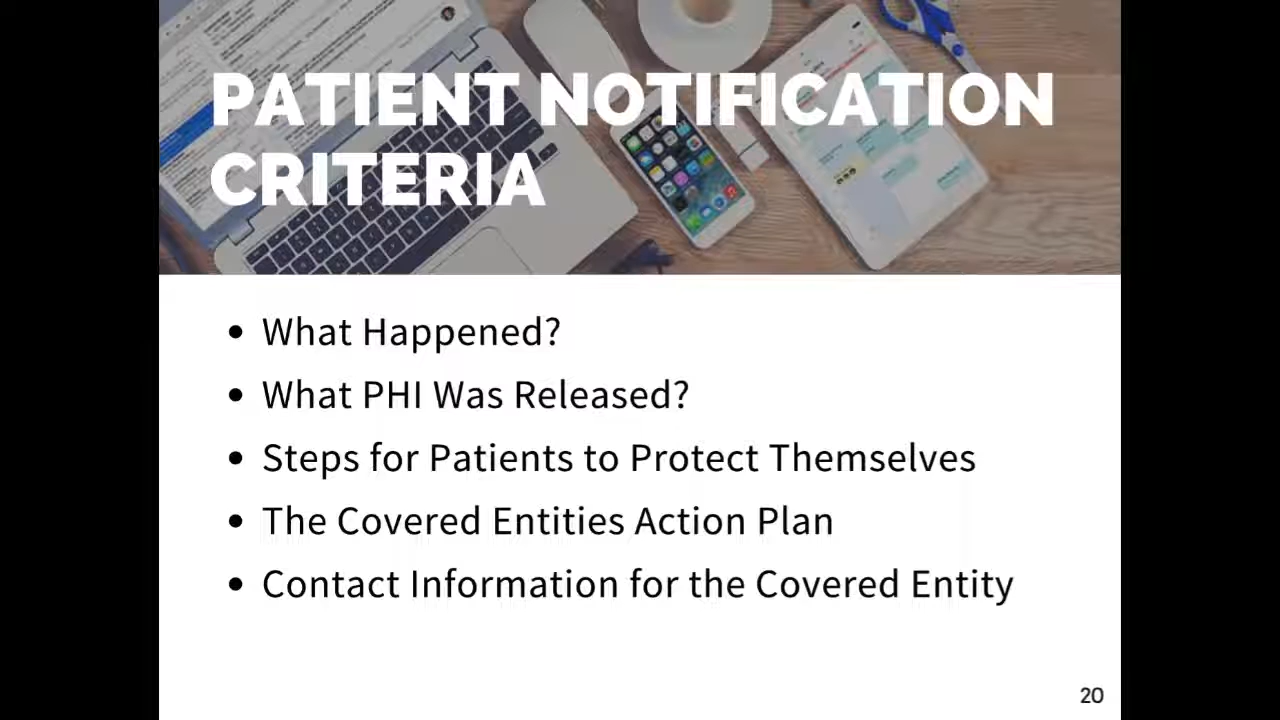 PATIENT NOTIFICATION
CRITERIA
• What Happened?
• What PHI Was Released?
• Steps for Patients to Protect Themselves
• The Covered Entities Action Plan
• Contact Information for the Covered Entity
20